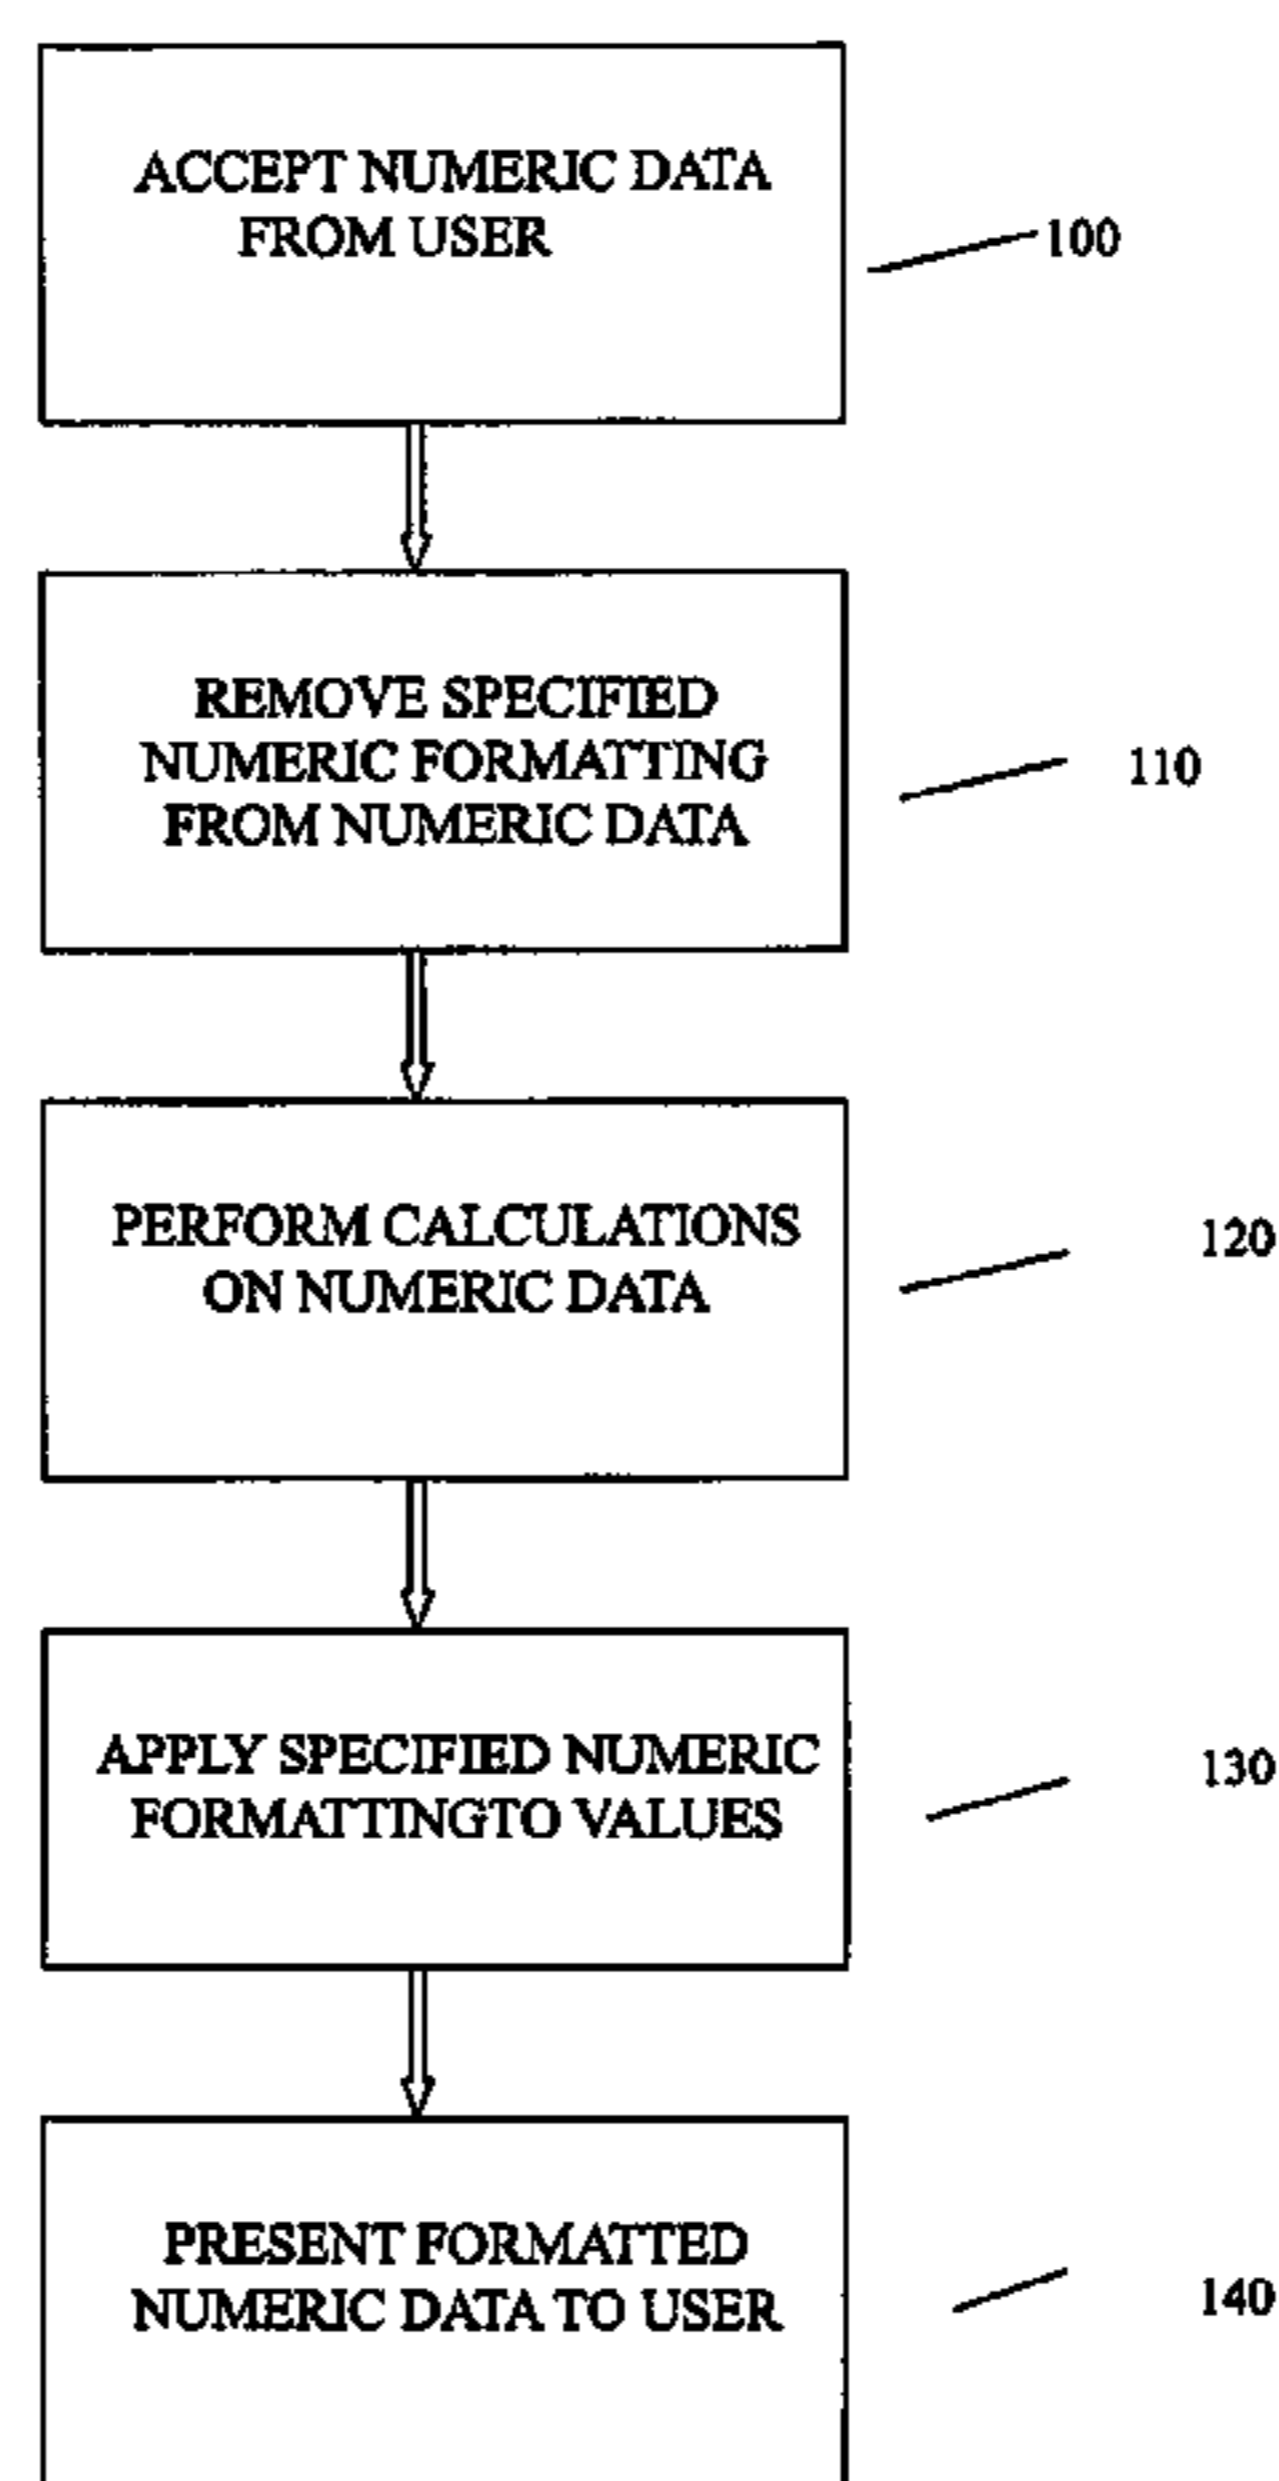 ACCEPT NUMERIC DATA
FROM USER
100
REMOVE SPECIFIED
NUMERIC FORMATTING
FROM NUMERIC DATA
110
PERFORM CALCULATIONS
ON NUMERIC DATA
120
APPLY SPECIFIED NUMERIC
FORMATTINGTO VALUES
130
PRESENT FORMATTED
NUMERIC DATA TO USER
140